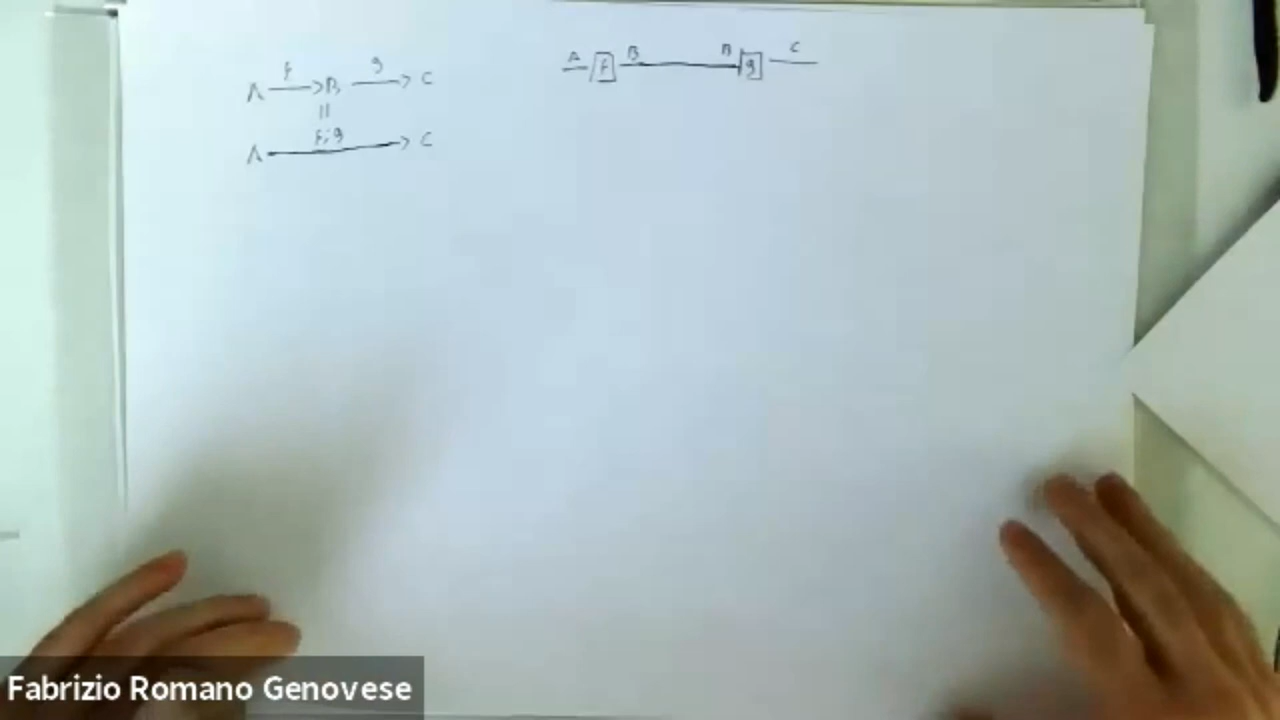 A f → B g → C
||
A f;g → C
A f B B g C
Fabrizio Romano Genovese